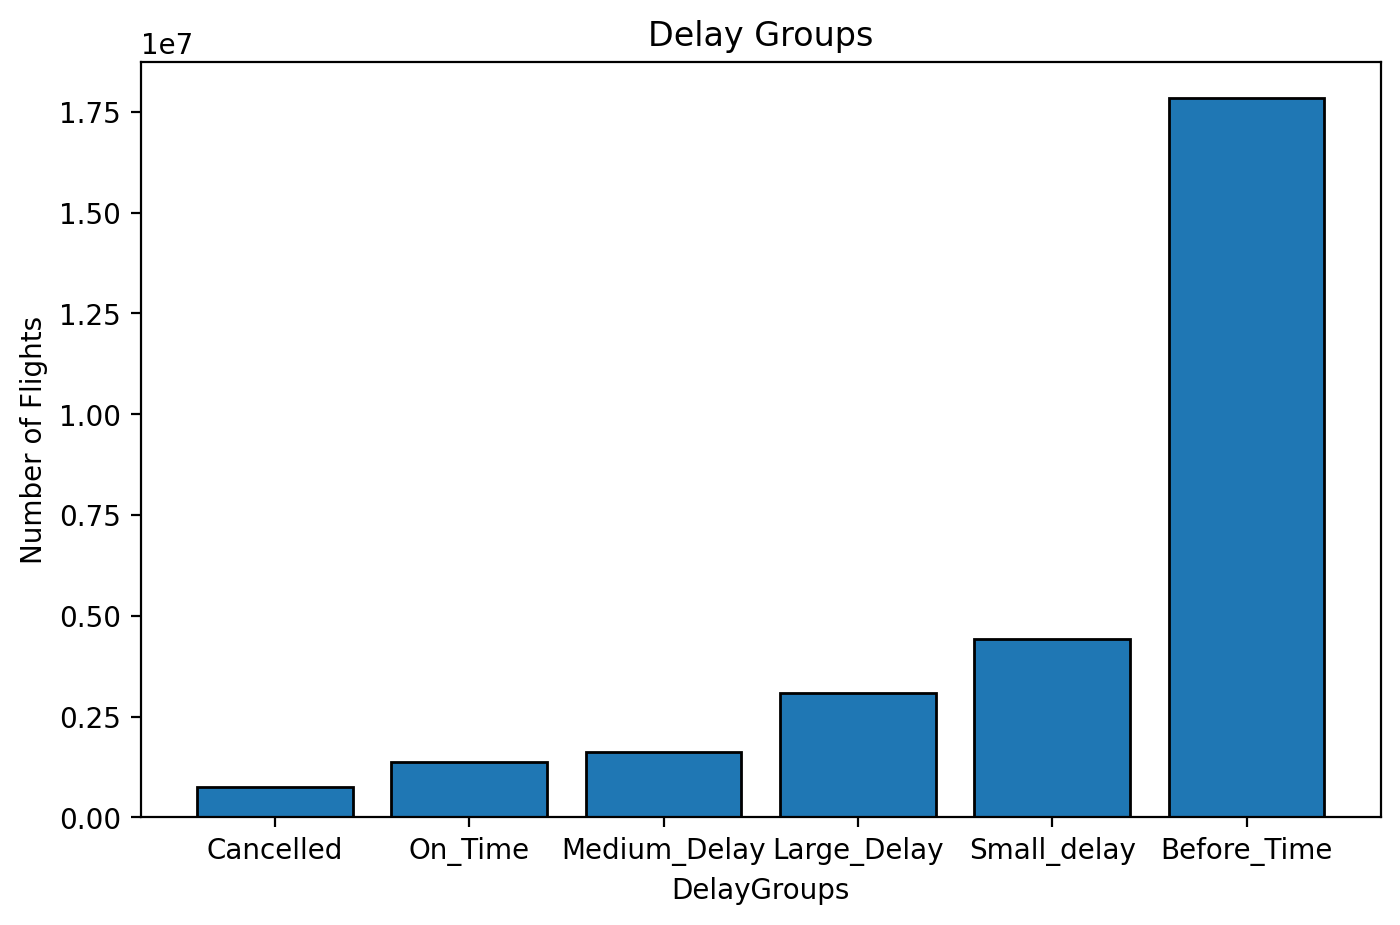 Delay Groups
1e7
1.75
1.50
1.25
1.00
0.75
0.50
0.25
0.00
Number of Flights
Cancelled On_Time Medium_Delay Large_Delay Small_delay Before_Time
DelayGroups